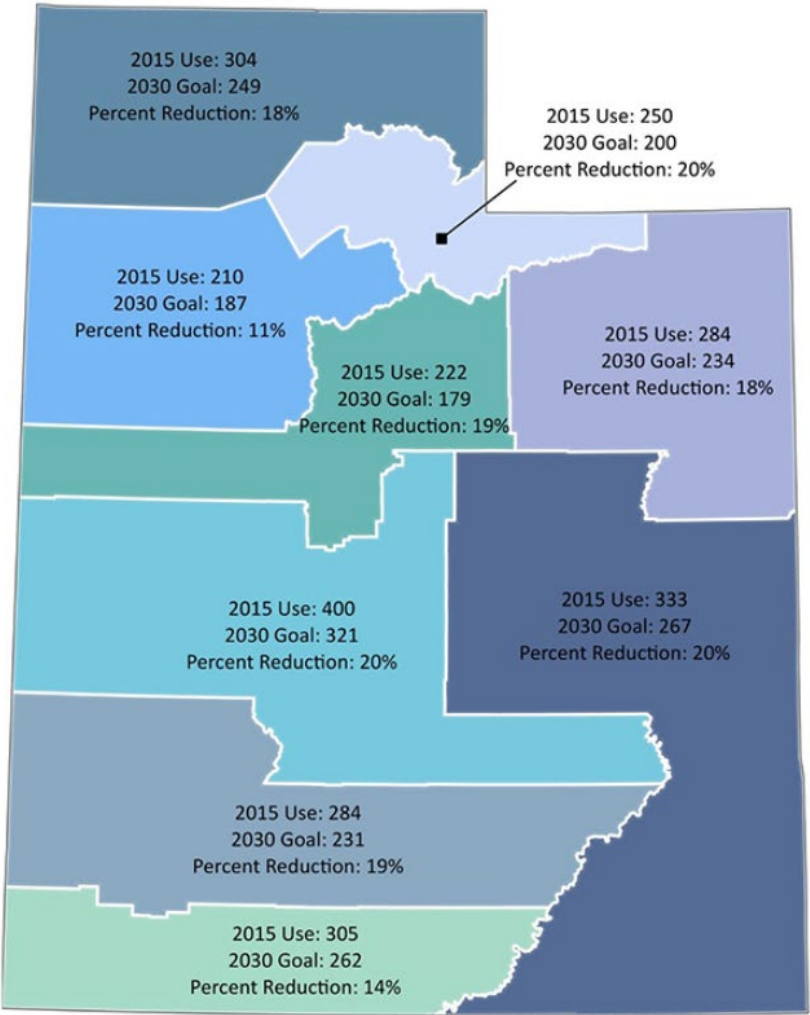 2015 Use: 304
2030 Goal: 249
Percent Reduction: 18%
2015 Use: 250
2030 Goal: 200
Percent Reduction: 20%
2015 Use: 210
2030 Goal: 187
Percent Reduction: 11%
2015 Use: 284
2030 Goal: 234
Percent Reduction: 18%
2015 Use: 222
2030 Goal: 179
Percent Reduction: 19%
2015 Use: 400
2030 Goal: 321
Percent Reduction: 20%
2015 Use: 333
2030 Goal: 267
Percent Reduction: 20%
2015 Use: 284
2030 Goal: 231
Percent Reduction: 19%
2015 Use: 305
2030 Goal: 262
Percent Reduction: 14%